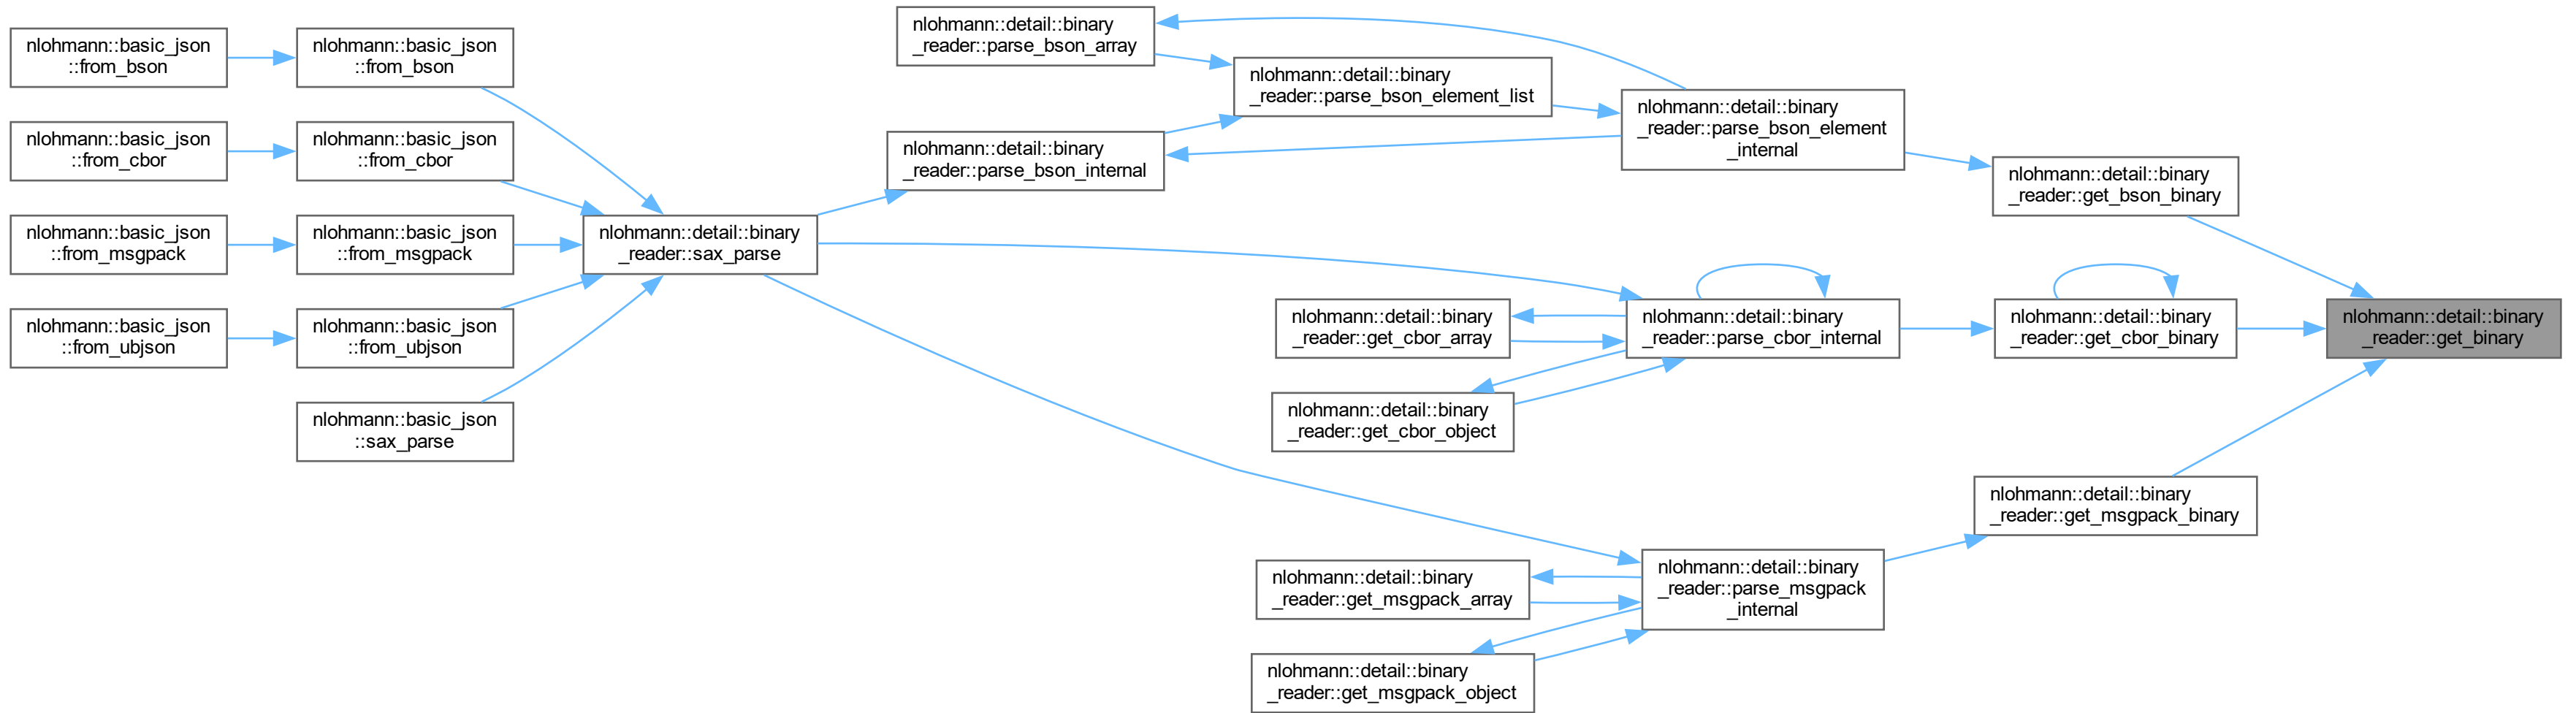 nlohmann::basic_json
::from_bson
nlohmann::basic_json
::from_cbor
nlohmann::basic_json
::from_msgpack
nlohmann::basic_json
::from_ubjson
nlohmann::basic_json
::from_bson
nlohmann::basic_json
::from_cbor
nlohmann::basic_json
::from_msgpack
nlohmann::basic_json
::from_ubjson
nlohmann::basic_json
::sax_parse
nlohmann::detail::binary
_reader::sax_parse
nlohmann::detail::binary
_reader::parse_bson_array
nlohmann::detail::binary
_reader::parse_bson_internal
nlohmann::detail::binary
_reader::parse_bson_element_list
nlohmann::detail::binary
_reader::get_cbor_array
nlohmann::detail::binary
_reader::get_cbor_object
nlohmann::detail::binary
_reader::get_msgpack_array
nlohmann::detail::binary
_reader::get_msgpack_object
nlohmann::detail::binary
_reader::parse_bson_element
_internal
nlohmann::detail::binary
_reader::parse_cbor_internal
nlohmann::detail::binary
_reader::parse_msgpack
_internal
nlohmann::detail::binary
_reader::get_bson_binary
nlohmann::detail::binary
_reader::get_cbor_binary
nlohmann::detail::binary
_reader::get_msgpack_binary
nlohmann::detail::binary
_reader::get_binary